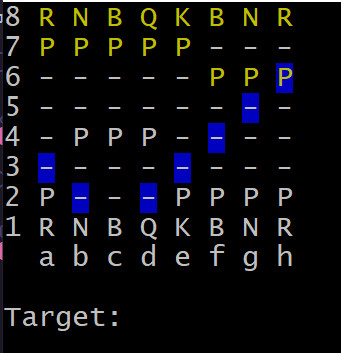 8 R N B Q K B N R
7 P P P P P - - -
6 - - - - - P P P
5 - - - - - - - -
4 - P P P - - - -
3 - - - - - - - -
2 P - - - P P P P
1 R N B Q K B N R
a b c d e f g h
Target: